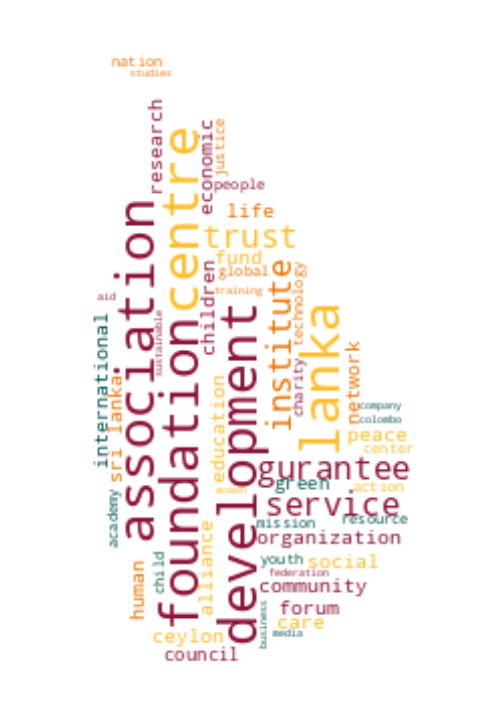 nation
studies
research
association
centre
economic
justice
people
life
trust
fund
global
training
children
aid
sustainable
international
sri lanka
foundation
development
institute
technology
charity
lanka
network
company
colombo
peace
center
education
women
gurantee
green
action
service
academy
mission
resource
organization
alliance
child
human
youth
social
federation
community
business
forum
care
media
ceylon
council